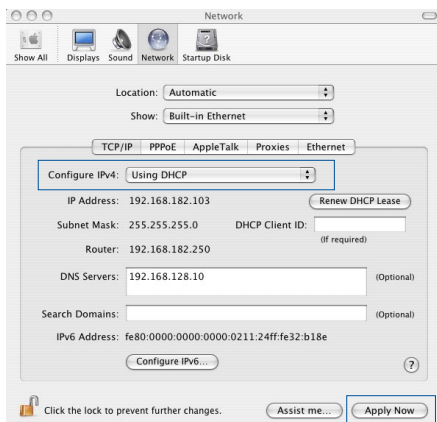 Network
Show All Displays Sound Network Startup Disk
Location: Automatic
Show: Built-in Ethernet
TCP/IP PPPoE AppleTalk Proxies Ethernet
Configure IPv4: Using DHCP
IP Address: 192.168.182.103 Renew DHCP Lease
Subnet Mask: 255.255.255.0 DHCP Client ID:
(If required)
Router: 192.168.182.250
DNS Servers: 192.168.128.10 (Optional)
Search Domains: (Optional)
IPv6 Address: fe80:0000:0000:0000:0211:24ff:fe32:b18e
Configure IPv6... ?
Click the lock to prevent further changes. Assist me... Apply Now